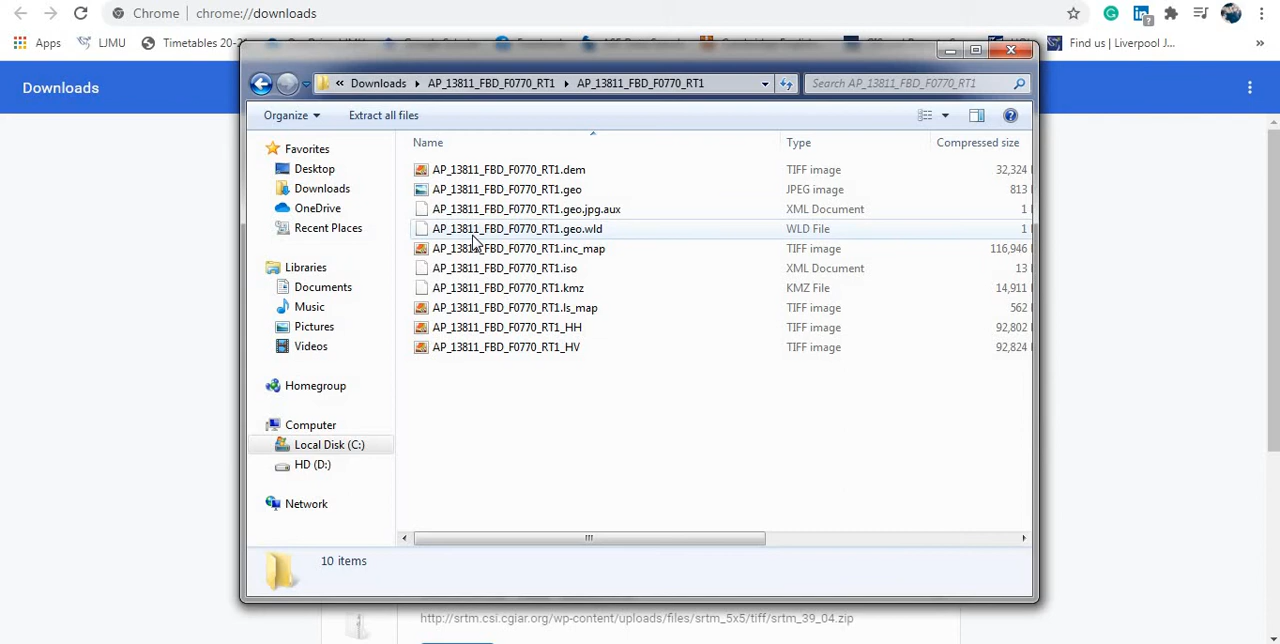 Chrome | chrome://downloads
Apps LJMU Timetables 20-2
Find us | Liverpool J... »
Downloads
« Downloads AP_13811_FBD_F0770_RT1 AP_13811_FBD_F0770_RT1 Search AP_13811_FBD_F0770_RT1
Organize Extract all files
Name Type Compressed size
Favorites
Desktop
Downloads
OneDrive
Recent Places
Libraries
Documents
Music
Pictures
Videos
Homegroup
Computer
Local Disk (C:)
HD (D:)
Network
AP_13811_FBD_F0770_RT1.dem TIFF image 32,324
AP_13811_FBD_F0770_RT1.geo JPEG image 813
AP_13811_FBD_F0770_RT1.geo.jpg.aux XML Document 1
AP_13811_FBD_F0770_RT1.geo.wld WLD File 1
AP_13811_FBD_F0770_RT1.inc_map TIFF image 116,946
AP_13811_FBD_F0770_RT1.iso XML Document 13
AP_13811_FBD_F0770_RT1.kmz KMZ File 14,911
AP_13811_FBD_F0770_RT1.ls_map TIFF image 562
AP_13811_FBD_F0770_RT1_HH TIFF image 92,802
AP_13811_FBD_F0770_RT1_HV TIFF image 92,824
10 items
http://srtm.csi.cgiar.org/wp-content/uploads/files/srtm_5x5/tiff/srtm_39_04.zip